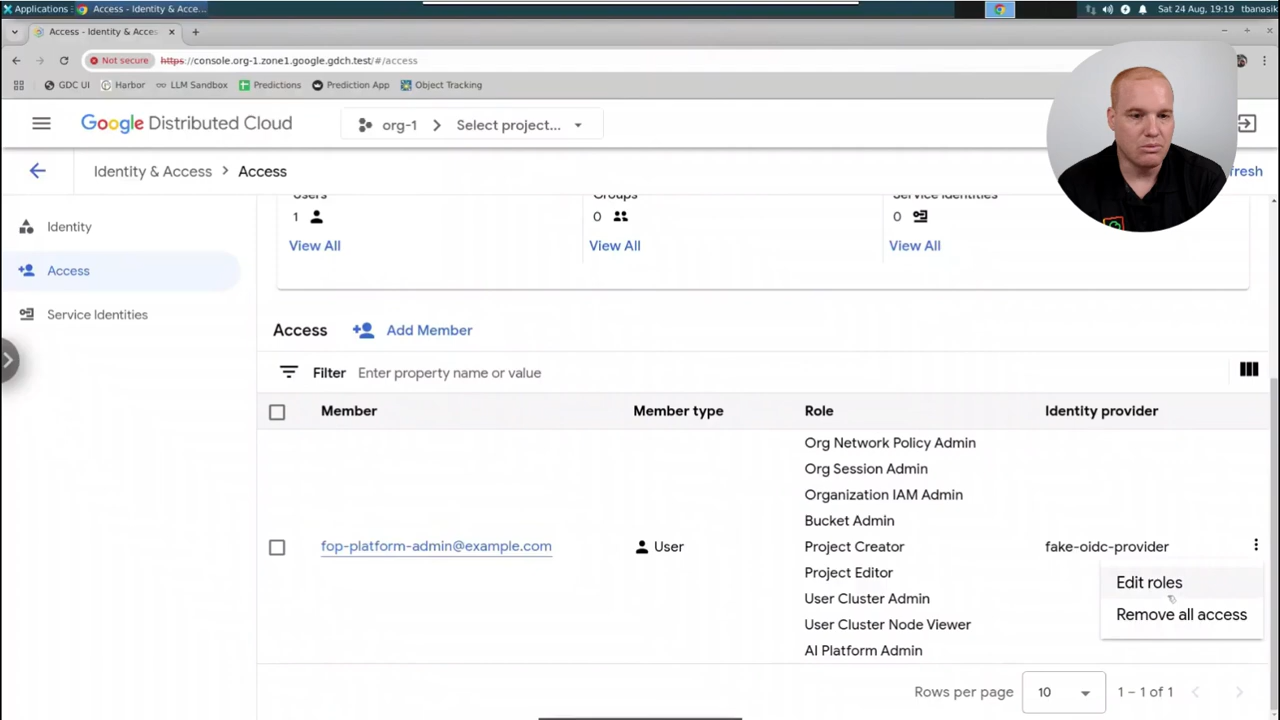 Applications
Access - Identity & Acce...
Sat 24 Aug, 19:19
tbanasik
Access - Identity & Acces
Not secure
https://console.org-1.zone1.google.gdch.test/#/access
GDC UI
Harbor
LLM Sandbox
Predictions
Prediction App
Object Tracking
Google Distributed Cloud
org-1
Select project...
Identity & Access
Access
fresh
Identity
Access
Service Identities
Users
Groups
Service Identities
1
0
0
View All
View All
View All
Access
Add Member
Filter
Enter property name or value
Member
Member type
Role
Identity provider
fop-platform-admin@example.com
User
Org Network Policy Admin
Org Session Admin
Organization IAM Admin
Bucket Admin
Project Creator
Project Editor
User Cluster Admin
User Cluster Node Viewer
AI Platform Admin
fake-oidc-provider
Edit roles
Remove all access
Rows per page
10
1 – 1 of 1